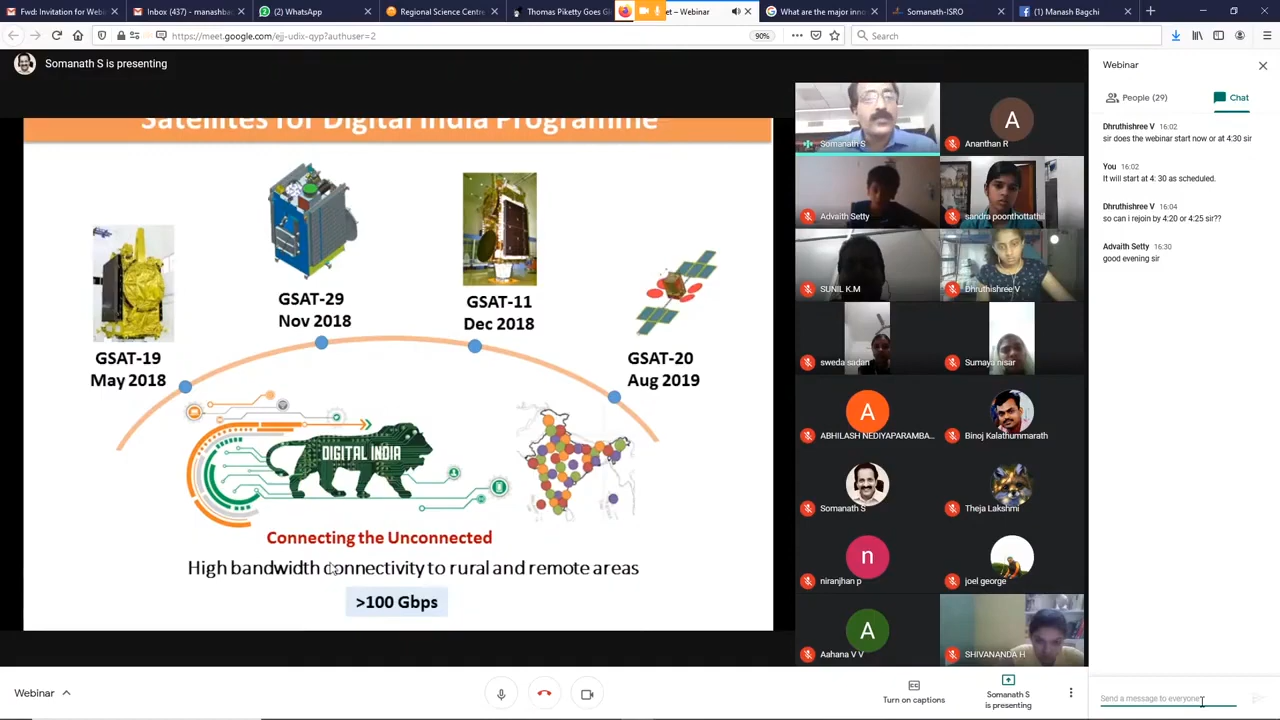 Fwd: Invitation for Webinar
Inbox (437) - manashbag
(2) WhatsApp
Regional Science Centre
Thomas Piketty Goes Gl
et – Webinar
What are the major inno
Somanath-ISRO
(3) Manash Bagchi
https://meet.google.com/ejj-udix-qyp?authuser=2
90%
Search
Somanath S is presenting
Satellites for Digital India Programme
GSAT-19
May 2018
GSAT-29
Nov 2018
GSAT-11
Dec 2018
GSAT-20
Aug 2019
DIGITAL INDIA
Connecting the Unconnected
High bandwidth connectivity to rural and remote areas
>100 Gbps
Somanath S
A
Ananthan R
Advaith Setty
sandra poonthottathil
SUNIL K.M
Dhruthishree V
sweda sadan
Sumaya nisar
A
ABHILASH NEDIYAPARAMBA...
Binoj Kalathummarath
Somanath S
Theja Lakshmi
n
niranjhan p
joel george
A
Aahana V V
SHIVANANDA H
Webinar
People (29)
Chat
Dhruthishree V 16:02
sir does the webinar start now or at 4:30 sir
You 16:02
It will start at 4: 30 as scheduled.
Dhruthishree V 16:04
so can i rejoin by 4:20 or 4:25 sir??
Advaith Setty 16:30
good evening sir
Send a message to everyone
Webinar
Turn on captions
Somanath S
is presenting